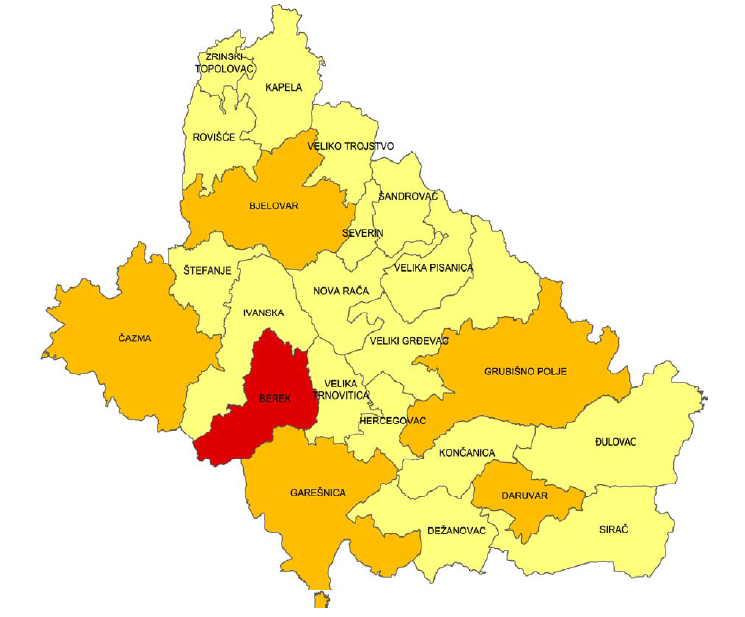 ZRINSKI
TOPOLOVAC
KAPELA
ROVIŠĆE
VELIKO TROJSTVO
BJELOVAR
ŠANDROVAC
SEVERIN
ŠTEFANJE
VELIKA PISANICA
NOVA RAČA
IVANSKA
ČAZMA
VELIKI GRĐEVAC
GRUBIŠNO POLJE
VELIKA
TRNOVITICA
BEREK
HERCEGOVAC
ĐULOVAC
KONČANICA
GAREŠNICA
DARUVAR
DEŽANOVAC
SIRAČ